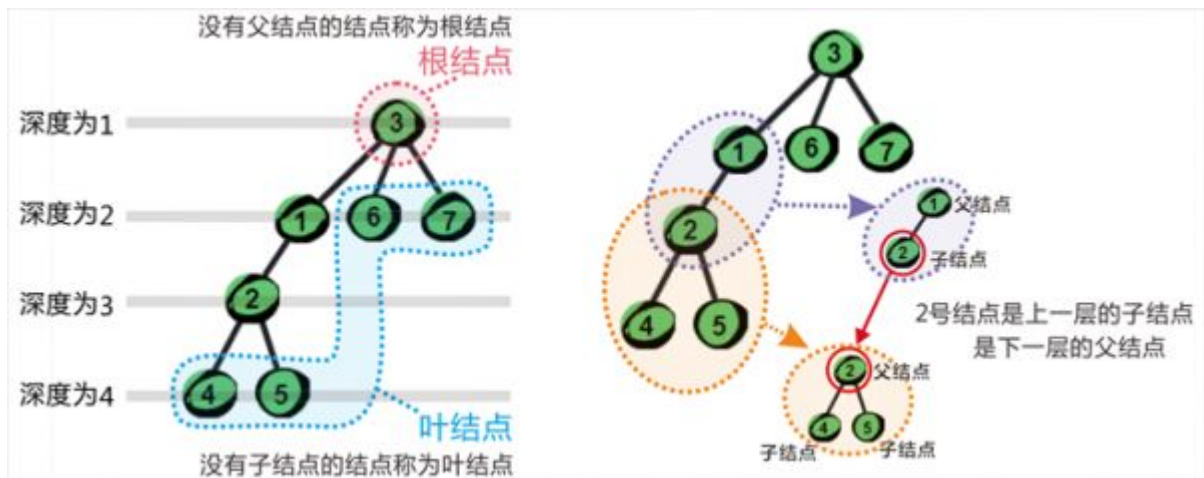 没有父结点的结点称为根结点
根结点
深度为1
3
深度为2
1
6
7
深度为3
2
深度为4
4
5
叶结点
没有子结点的结点称为叶结点
3
1
6
7
2
4
5
1
父结点
2
子结点
2号结点是上一层的子结点
是下一层的父结点
2
父结点
4
5
子结点
子结点